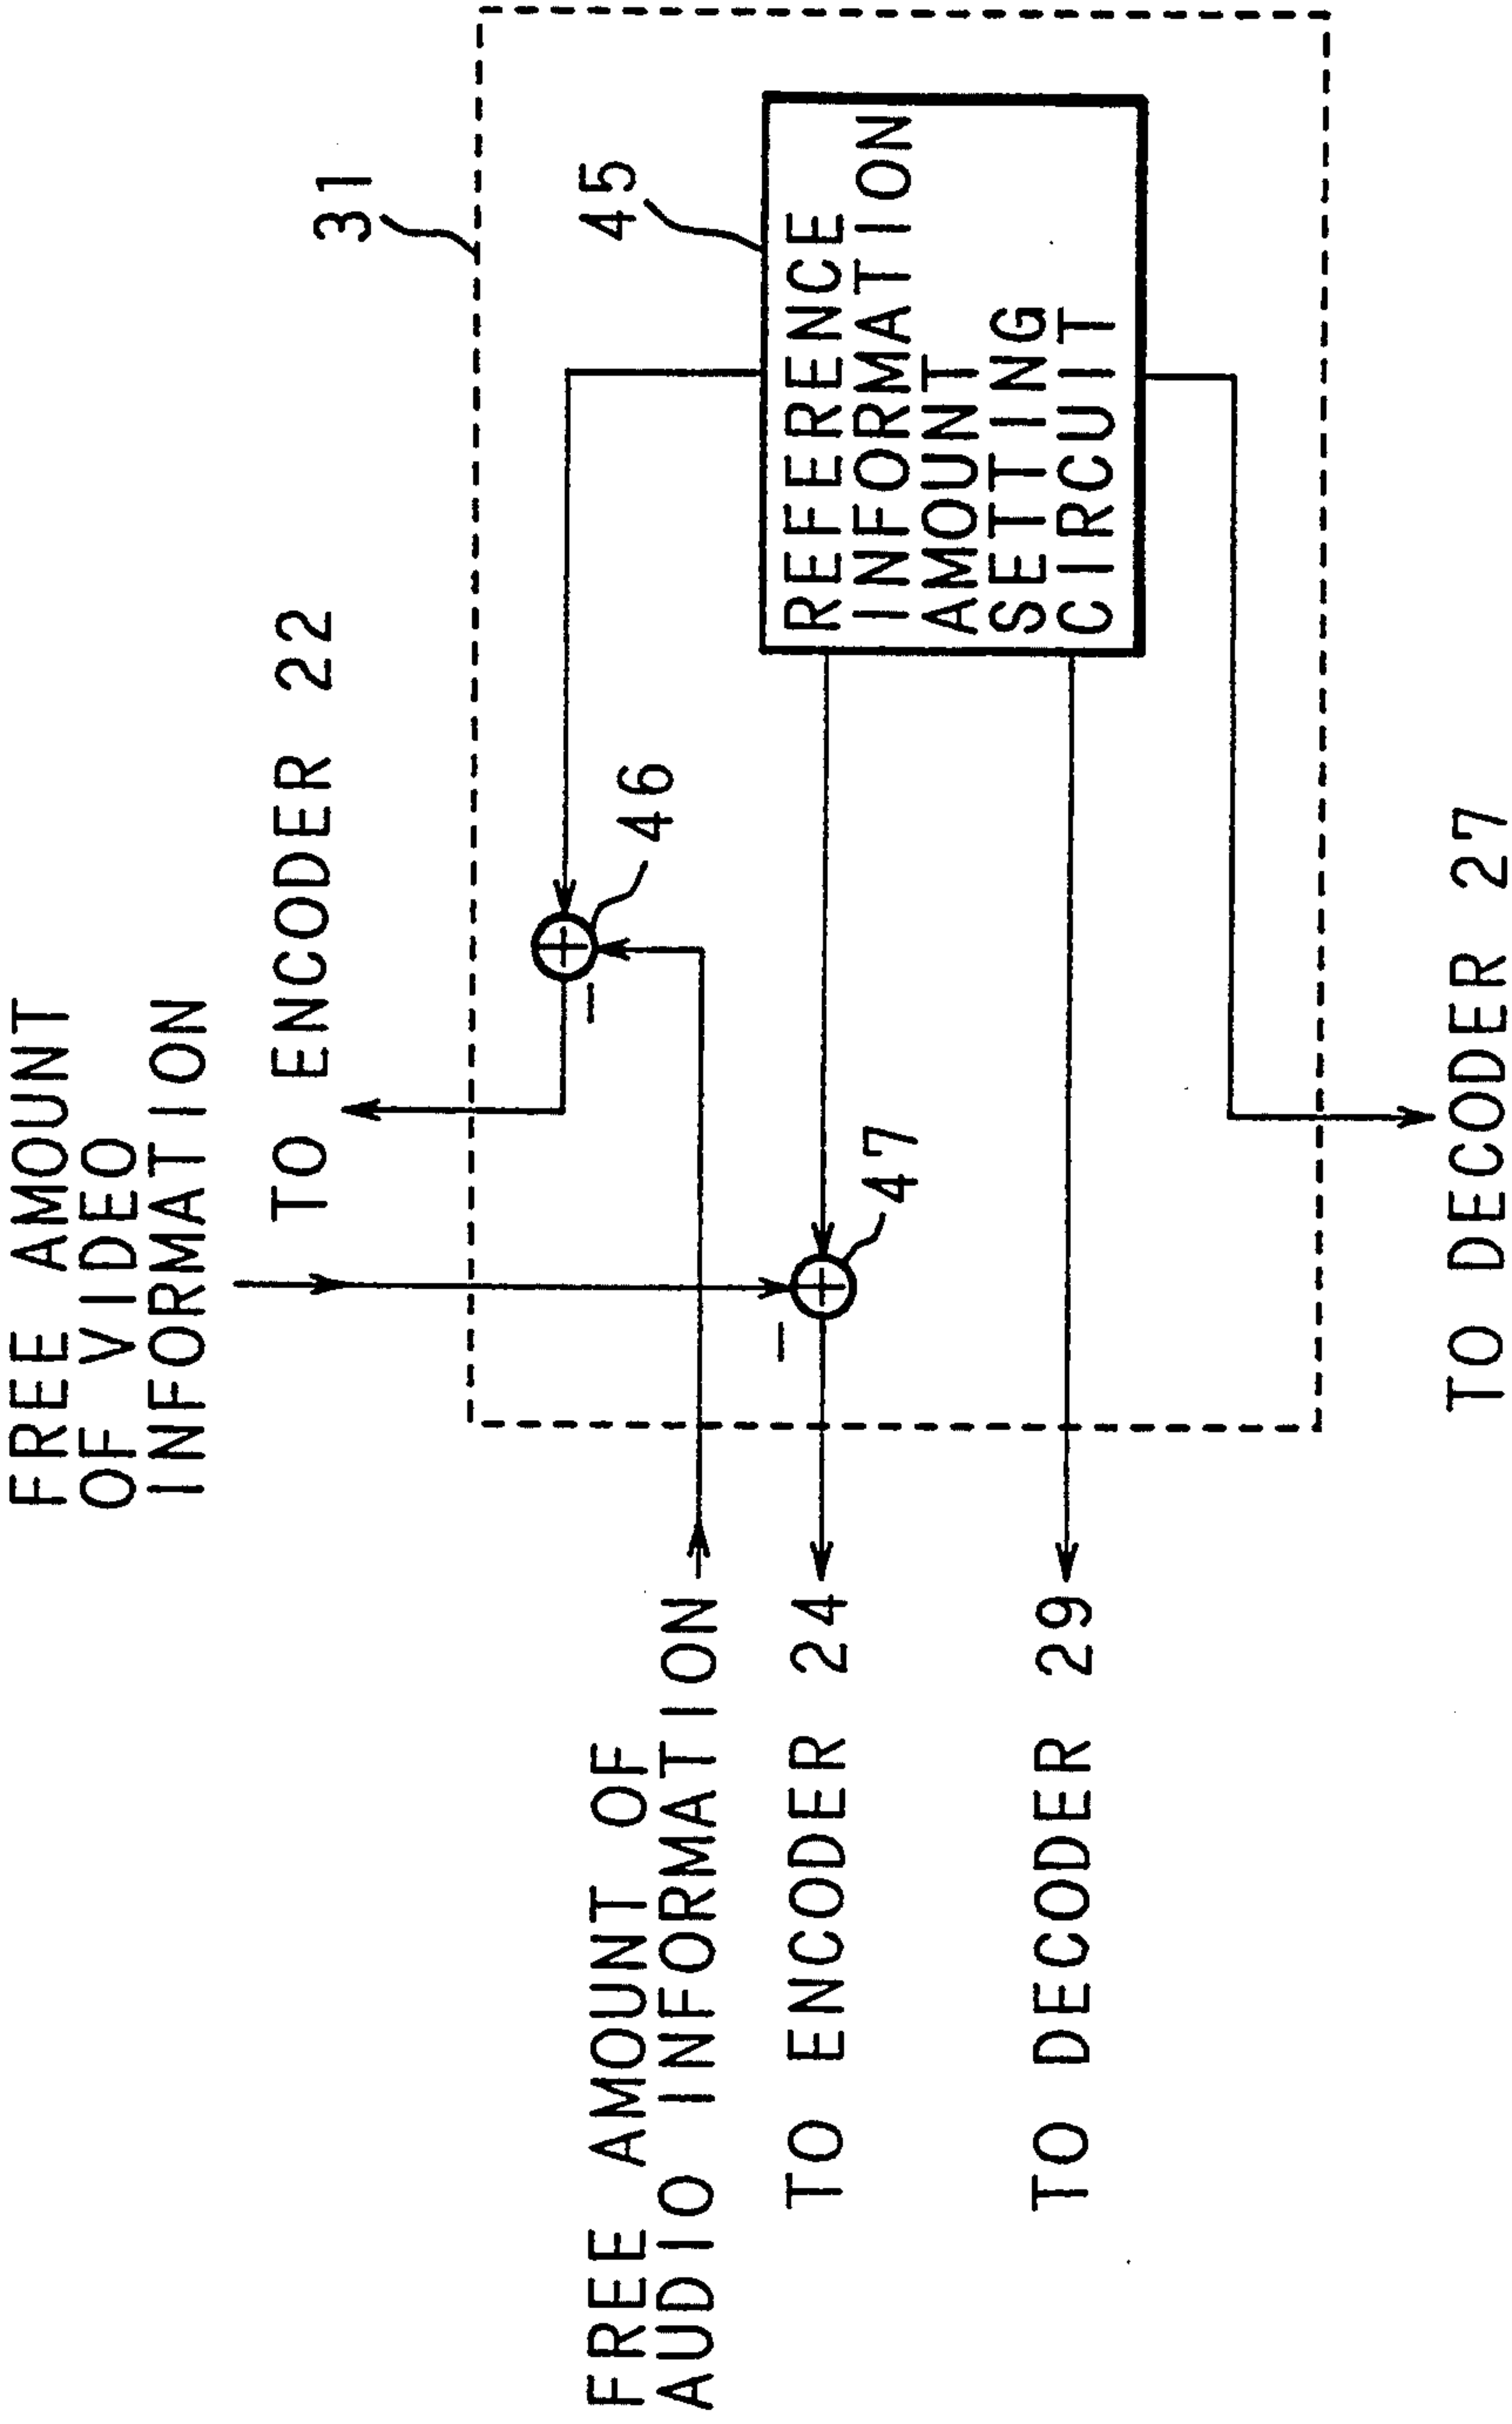 FREE AMOUNT
OF VIDEO
INFORMATION
TO ENCODER 22
31
45
46
FREE AMOUNT OF
AUDIO INFORMATION
47
REFERENCE
INFORMATION
AMOUNT
SETTING
CIRCUIT
TO ENCODER 24
TO DECODER 29
TO DECODER 27